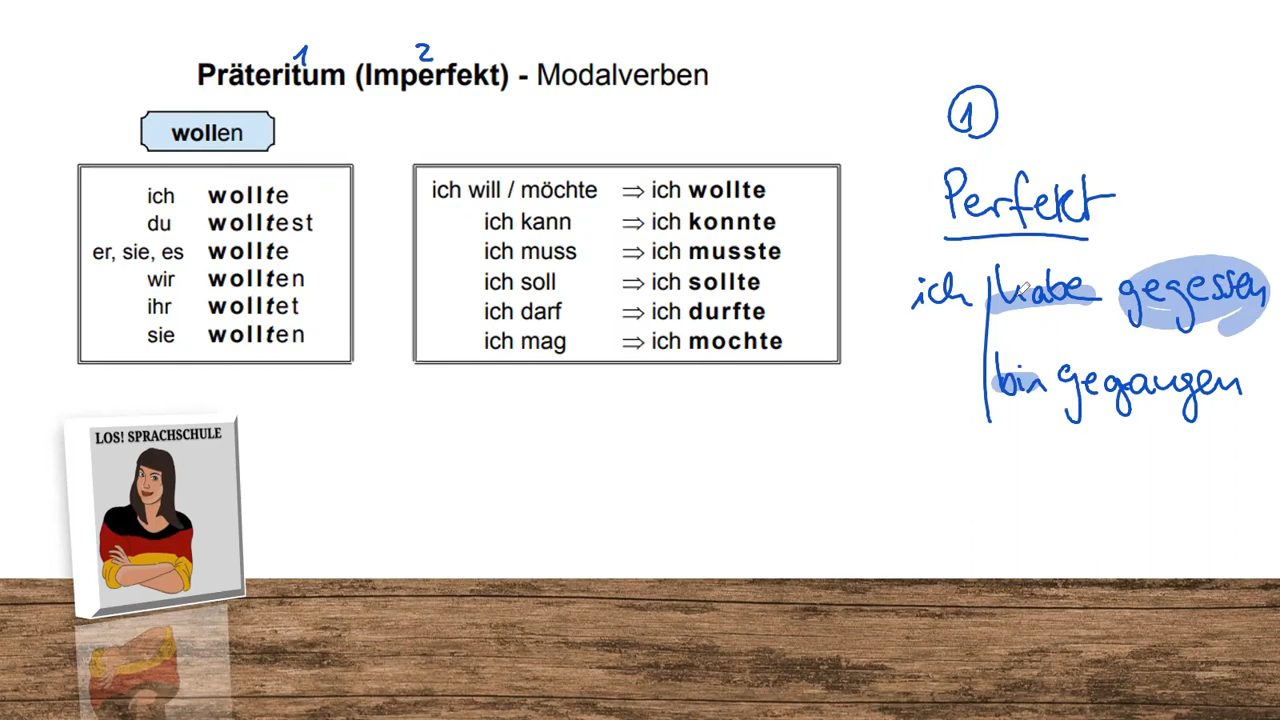 1 2
Präteritum (Imperfekt) - Modalverben
wollen
ich wollte
du wolltest
er, sie, es wollte
wir wollten
ihr wolltet
sie wollten
ich will / möchte ⇒ ich wollte
ich kann ⇒ ich konnte
ich muss ⇒ ich musste
ich soll ⇒ ich sollte
ich darf ⇒ ich durfte
ich mag ⇒ ich mochte
1
Perfekt
ich habe gegessen
bin gegangen
LOS! SPRACHSCHULE